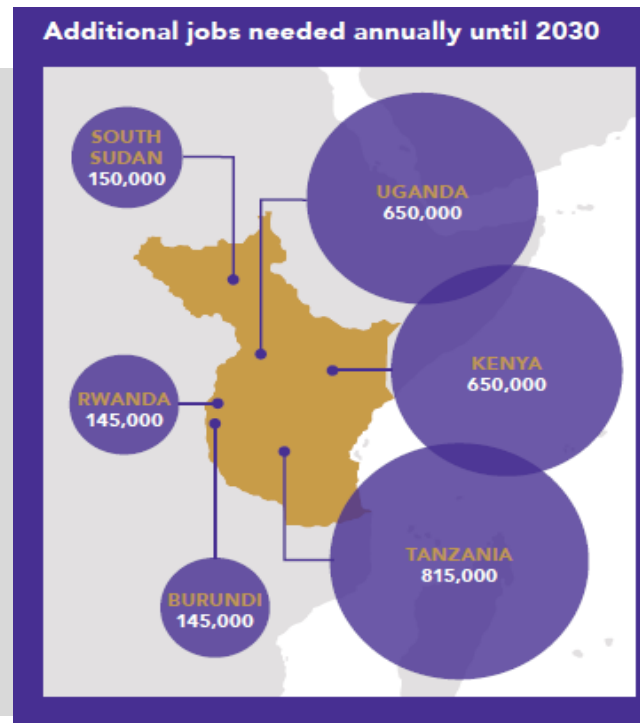 Additional jobs needed annually until 2030
SOUTH
SUDAN
150,000
UGANDA
650,000
KENYA
650,000
RWANDA
145,000
TANZANIA
815,000
BURUNDI
145,000